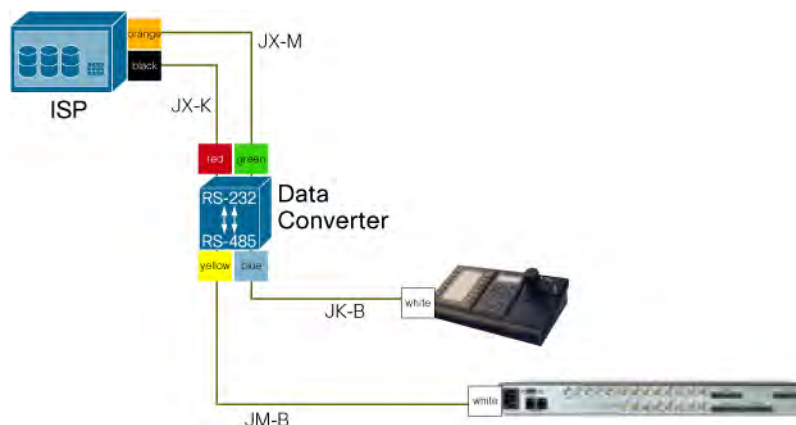 orange
JX-M
black
ISP
JX-K
red
green
RS-232
Data
Converter
RS-485
yellow
blue
white
JK-B
white
JM-B